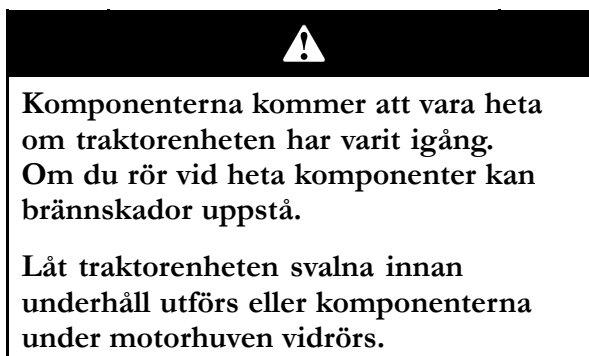 Komponenterna kommer att vara heta
om traktorenheten har varit igång.
Om du rör vid heta komponenter kan
brännskador uppstå.
Låt traktorenheten svalna innan
underhåll utförs eller komponenterna
under motorhuven vidrörs.